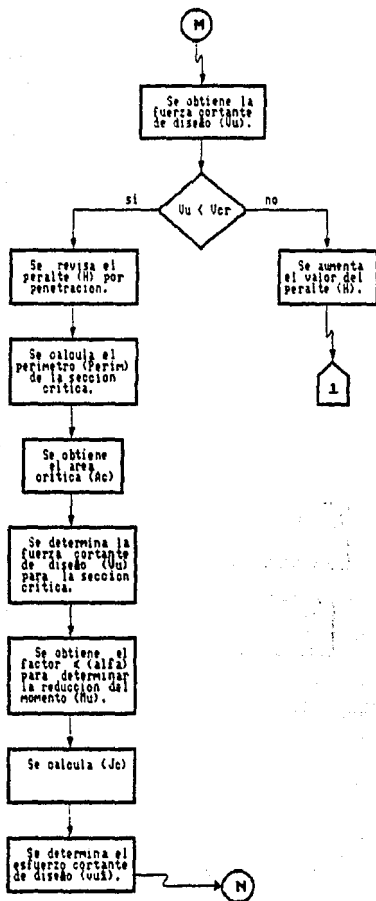 M
Se obtiene la
fuerza cortante
de diseño (Vu).
Vu < Vcr
si
no
Se revisa el
peralte (H) por
penetracion.
Se aumenta
el valor del
peralte (H).
1
Se calcula el
perimetro (Perim)
de la seccion
critica.
Se obtiene
el area
critica (Ac)
Se determina la
fuerza cortante
de diseño (Vu)
para la seccion
critica.
Se obtiene el
factor ∝ (alfa)
para determinar
la reduccion del
momento (Mu).
Se calcula (Jc)
Se determina el
esfuerzo cortante
de diseño (vuã).
N